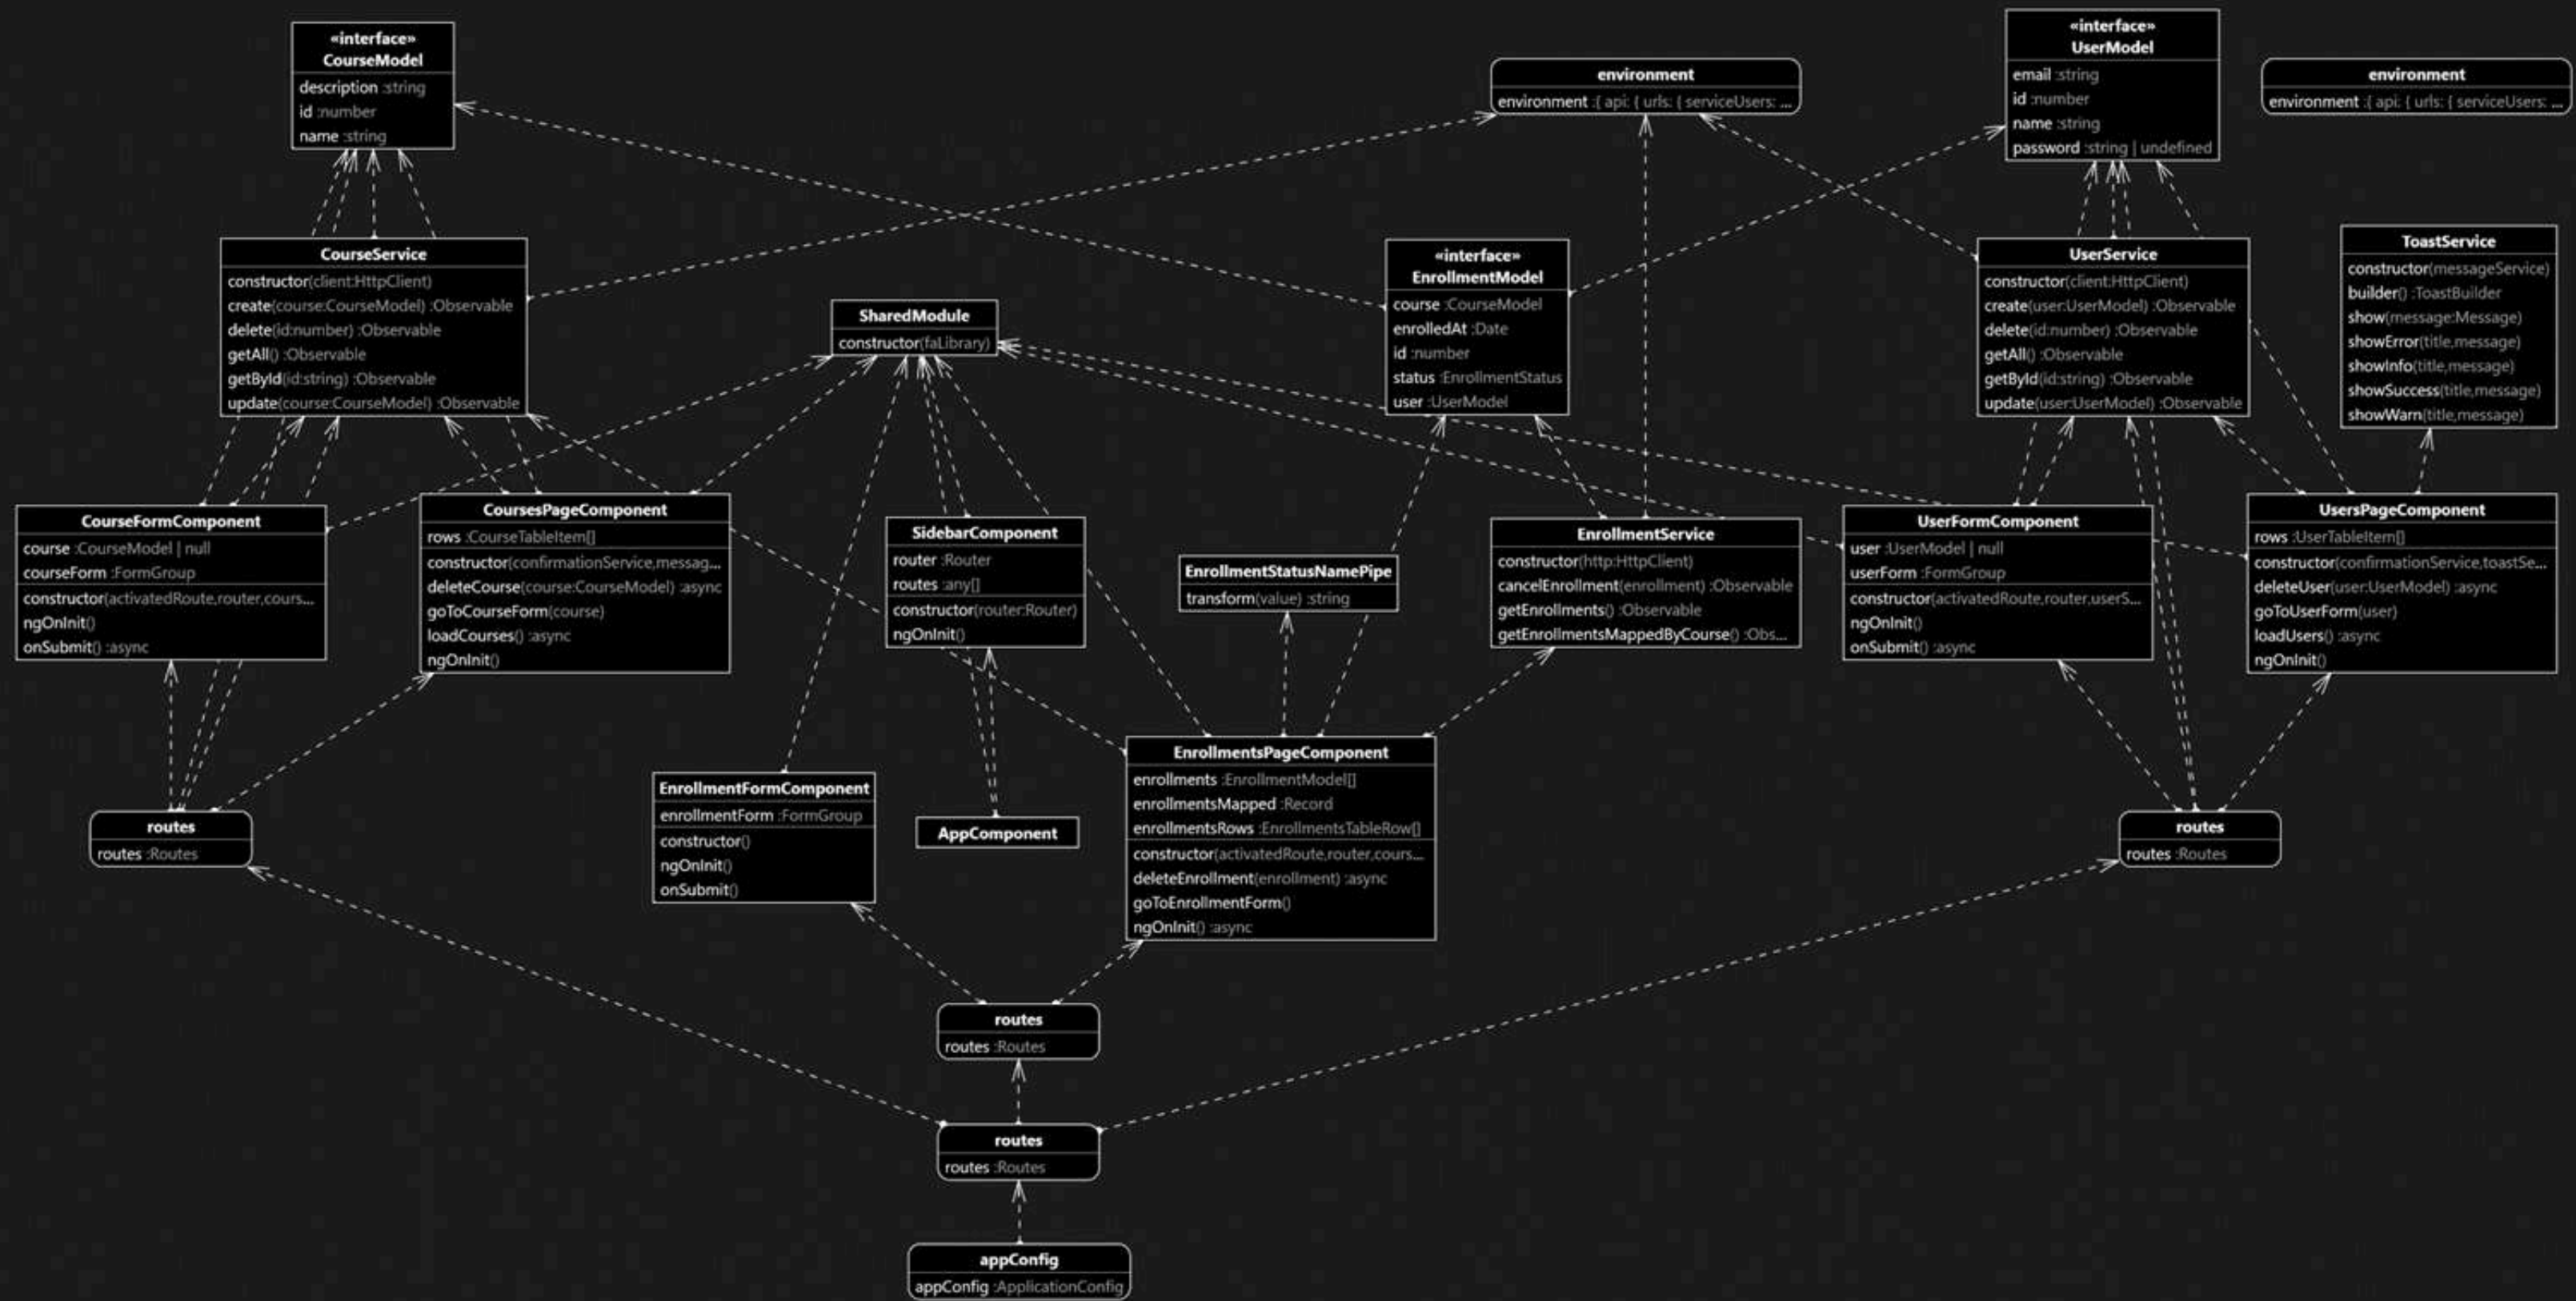 «interface»
CourseModel
description :string
id :number
name :string
environment
environment :{ api: { urls: { serviceUsers: ...
«interface»
UserModel
email :string
id :number
name :string
password :string | undefined
environment
environment :{ api: { urls: { serviceUsers: ...
CourseService
constructor(client:HttpClient)
create(course:CourseModel) :Observable
delete(id:number) :Observable
getAll() :Observable
getById(id:string) :Observable
update(course:CourseModel) :Observable
SharedModule
constructor(faLibrary)
«interface»
EnrollmentModel
course :CourseModel
enrolledAt :Date
id :number
status :EnrollmentStatus
user :UserModel
UserService
constructor(client:HttpClient)
create(user:UserModel) :Observable
delete(id:number) :Observable
getAll() :Observable
getById(id:string) :Observable
update(user:UserModel) :Observable
ToastService
constructor(messageService)
builder() :ToastBuilder
show(message:Message)
showError(title,message)
showInfo(title,message)
showSuccess(title,message)
showWarn(title,message)
CourseFormComponent
course :CourseModel | null
courseForm :FormGroup
constructor(activatedRoute,router,cours...
ngOnInit()
onSubmit() :async
CoursesPageComponent
rows :CourseTableItem[]
constructor(confirmationService,messag...
deleteCourse(course:CourseModel) :async
goToCourseForm(course)
loadCourses() :async
ngOnInit()
SidebarComponent
router :Router
routes :any[]
constructor(router:Router)
ngOnInit()
EnrollmentStatusNamePipe
transform(value) :string
EnrollmentService
constructor(http:HttpClient)
cancelEnrollment(enrollment) :Observable
getEnrollments() :Observable
getEnrollmentsMappedByCourse() :Obs...
UserFormComponent
user :UserModel | null
userForm :FormGroup
constructor(activatedRoute,router,userS...
ngOnInit()
onSubmit() :async
UsersPageComponent
rows :UserTableItem[]
constructor(confirmationService,toastSe...
deleteUser(user:UserModel) :async
goToUserForm(user)
loadUsers() :async
ngOnInit()
routes
routes :Routes
EnrollmentFormComponent
enrollmentForm :FormGroup
constructor()
ngOnInit()
onSubmit()
AppComponent
EnrollmentsPageComponent
enrollments :EnrollmentModel[]
enrollmentsMapped :Record
enrollmentsRows :EnrollmentsTableRow[]
constructor(activatedRoute,router,cours...
deleteEnrollment(enrollment) :async
goToEnrollmentForm()
ngOnInit() :async
routes
routes :Routes
routes
routes :Routes
routes
routes :Routes
appConfig
appConfig :ApplicationConfig